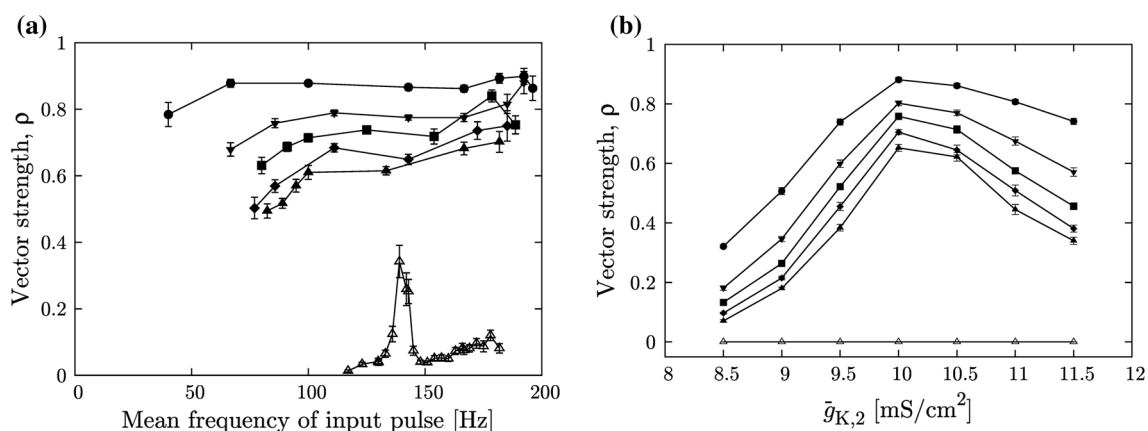 (a)
1
0.8
0.6
0.4
0.2
0
Vector strength, ρ
0 50 100 150 200
Mean frequency of input pulse [Hz]
(b)
1
0.8
0.6
0.4
0.2
0
Vector strength, ρ
8 8.5 9 9.5 10 10.5 11 11.5 12
ḡK,2 [mS/cm²]